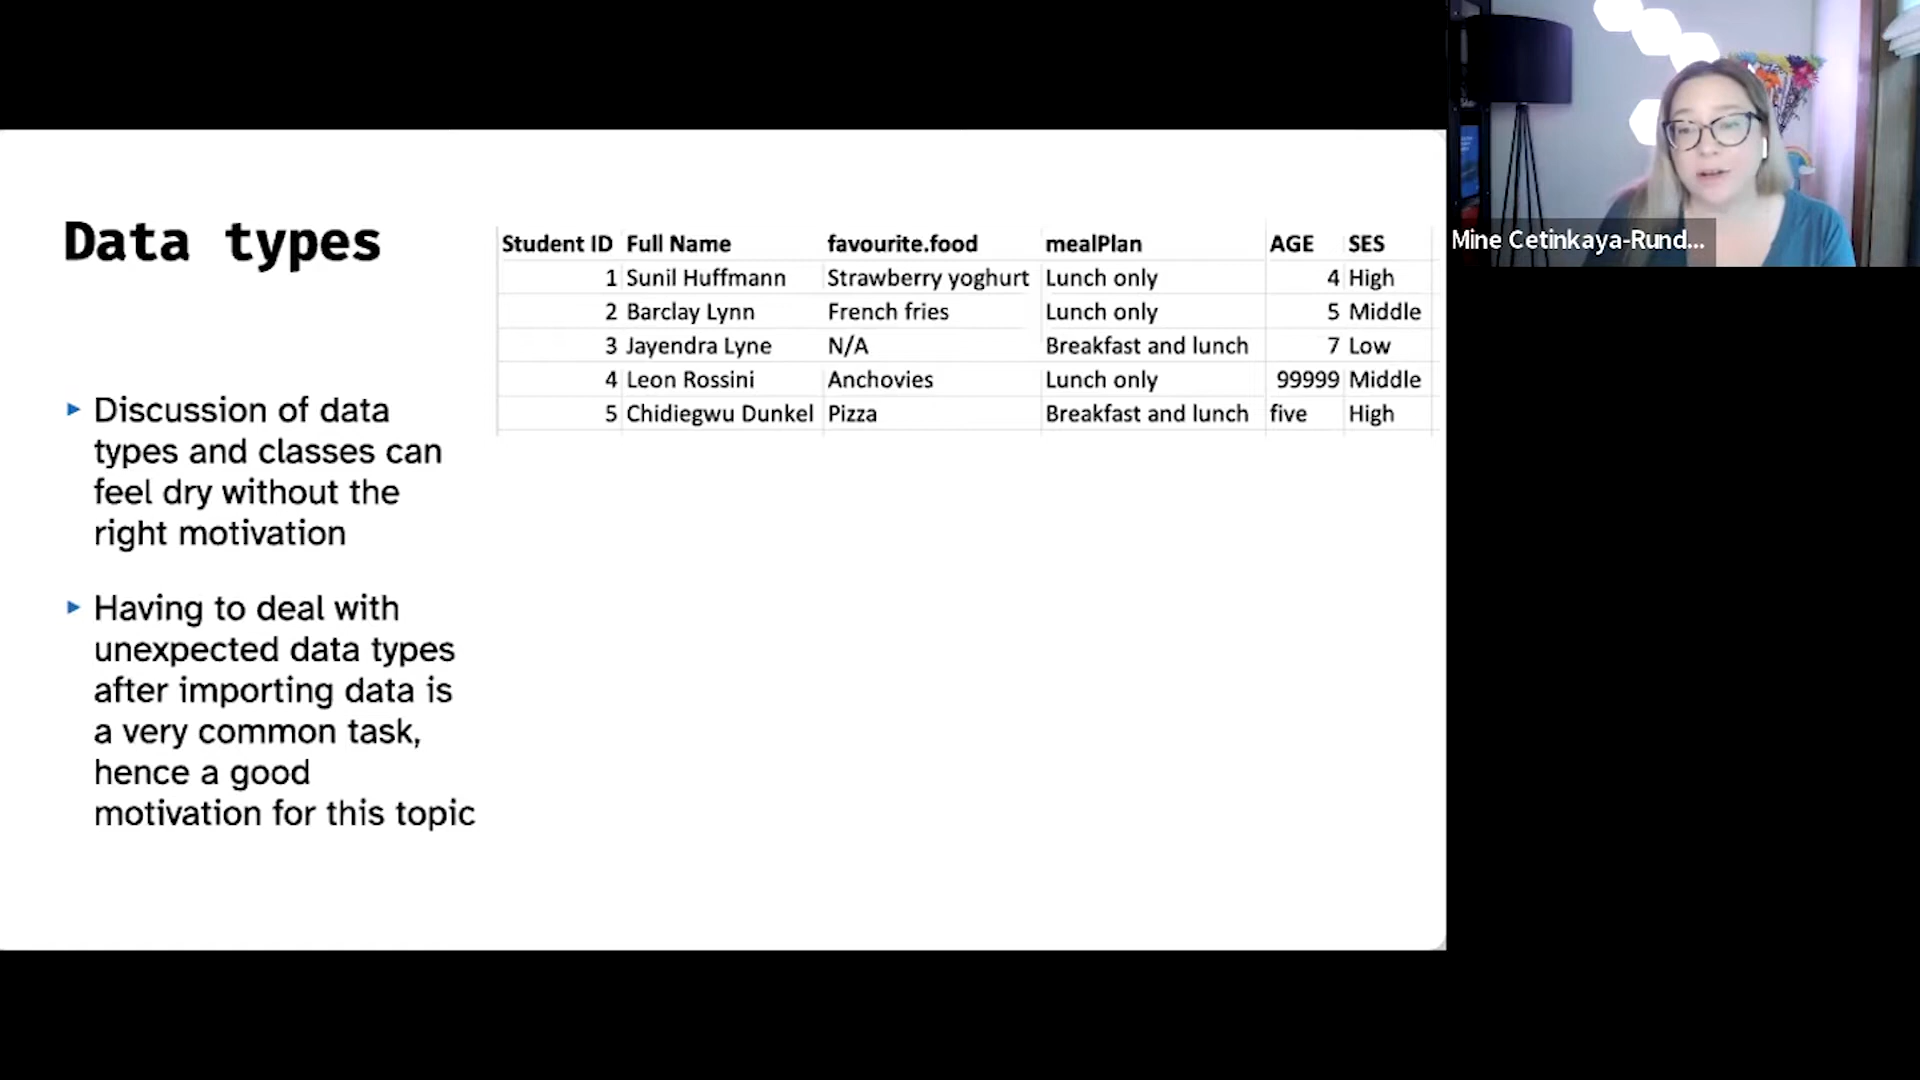 Data types
Discussion of data
types and classes can
feel dry without the
right motivation
Having to deal with
unexpected data types
after importing data is
a very common task,
hence a good
motivation for this topic
Student ID Full Name favourite.food mealPlan AGE SES
1 Sunil Huffmann Strawberry yoghurt Lunch only 4 High
2 Barclay Lynn French fries Lunch only 5 Middle
3 Jayendra Lyne N/A Breakfast and lunch 7 Low
4 Leon Rossini Anchovies Lunch only 99999 Middle
5 Chidiegwu Dunkel Pizza Breakfast and lunch five High
Mine Cetinkaya-Rund...